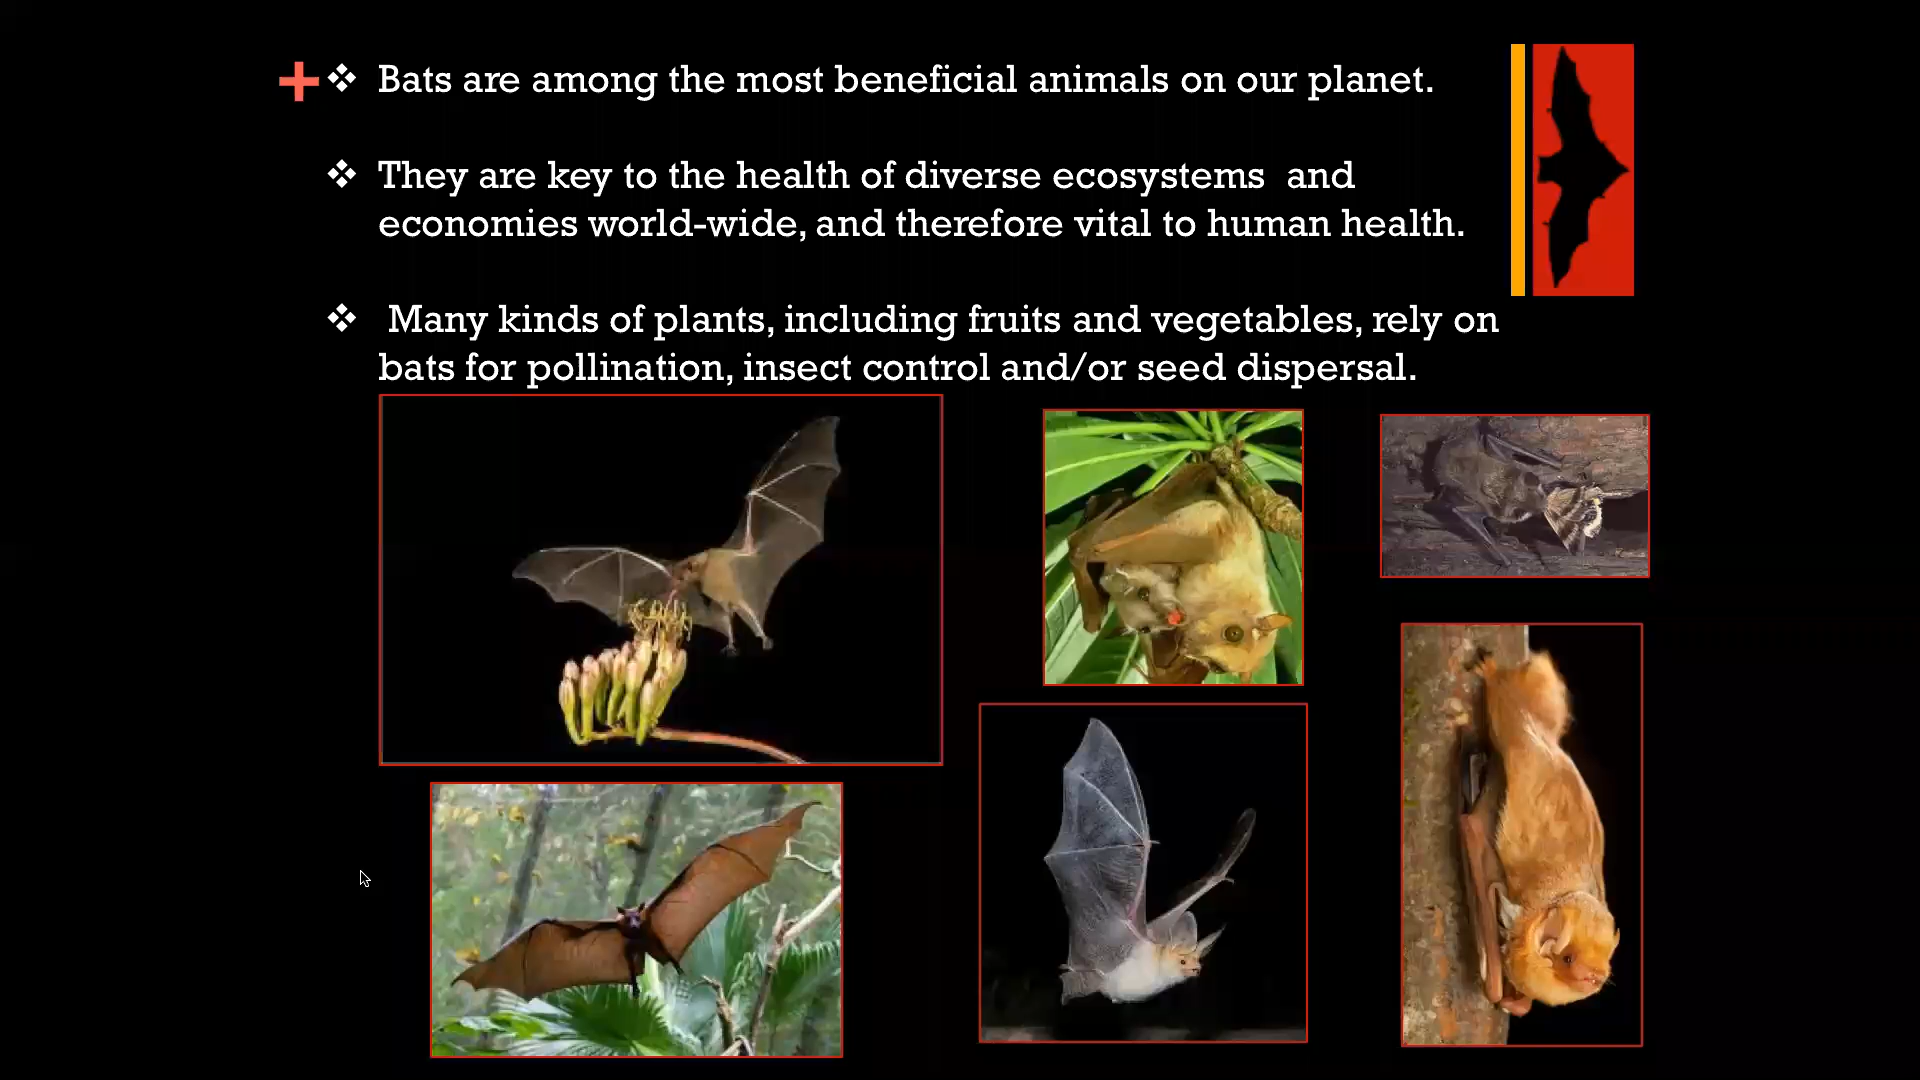 Bats are among the most beneficial animals on our planet.
They are key to the health of diverse ecosystems  and
economies world-wide, and therefore vital to human health.
Many kinds of plants, including fruits and vegetables, rely on
bats for pollination, insect control and/or seed dispersal.